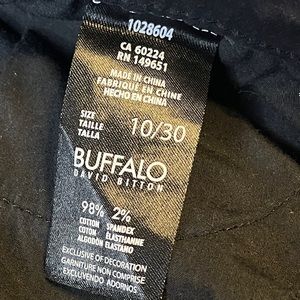 1028604
CA 60224
RN 149651
MADE IN CHINA
FABRIQUÉ EN CHINE
HECHO EN CHINA
SIZE
TAILLE
TALLA
10/30
BUFFALO
DAVID BITTON
98% 2%
COTTON SPANDEX
COTON ELASTHANNE
ALGODÓN ELASTANO
EXCLUSIVE OF DECORATION
GARNITURE NON COMPRISE
EXCLUYENDO ADORNOS